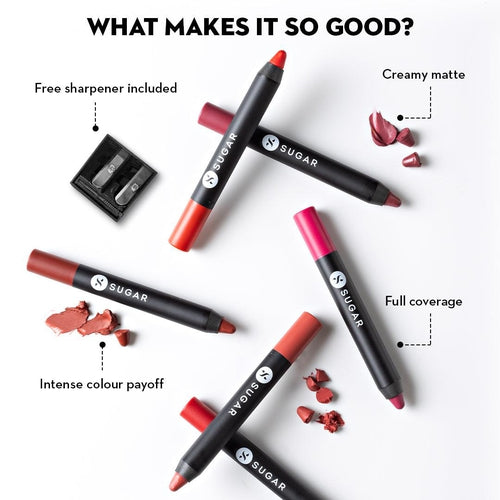 WHAT MAKES IT SO GOOD?
Free sharpener included
Creamy matte
SUGAR
SUGAR
SUGAR
SUGAR
Full coverage
Intense colour payoff
SUGAR
SUGAR